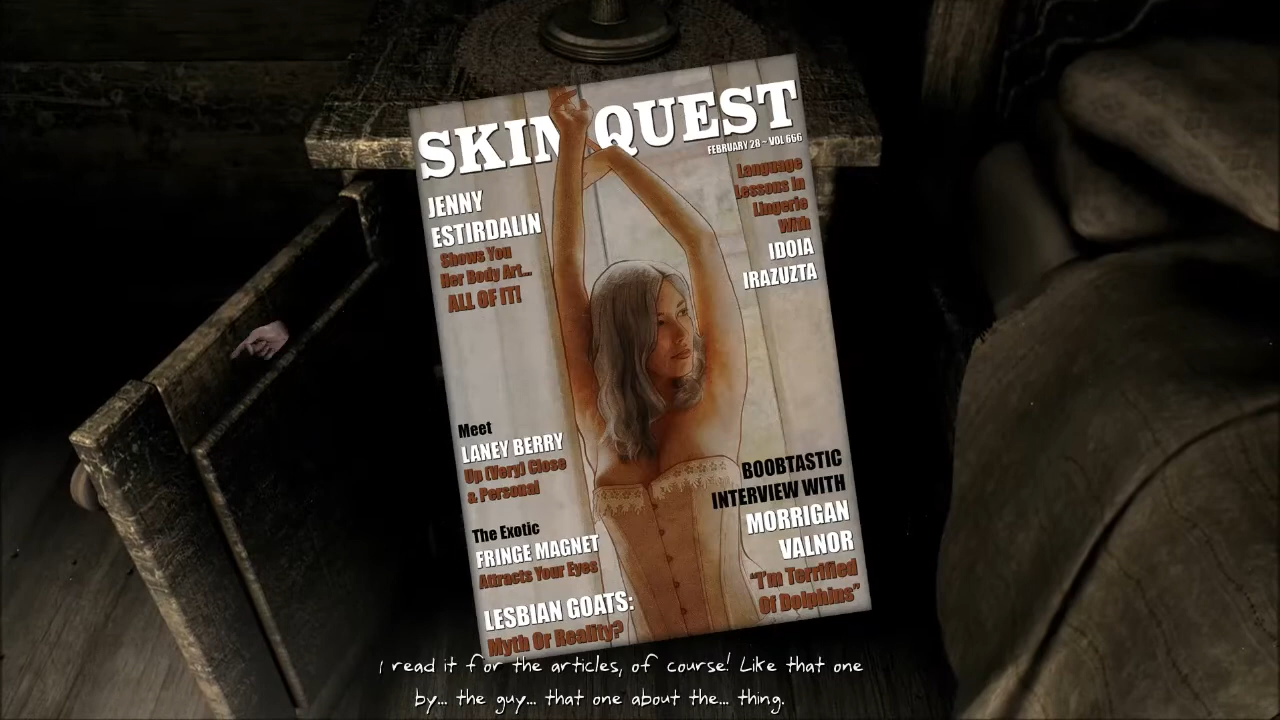 SKIN QUEST
FEBRUARY 28 ~ VOL 666
JENNY
ESTIRDALIN
Shows You
Her Body Art...
ALL OF IT!
Language
Lessons In
Lingerie
With
IDOIA
IRAZUZTA
Meet
LANEY BERRY
Up (Very) Close
& Personal
The Exotic
FRINGE MAGNET
Attracts Your Eyes
LESBIAN GOATS:
Myth Or Reality?
BOOBTASTIC
INTERVIEW WITH
MORRIGAN
VALNOR
"I'm Terrified
Of Dolphins"
I read it for the articles, of course! Like that one
by... the guy... that one about the... thing.